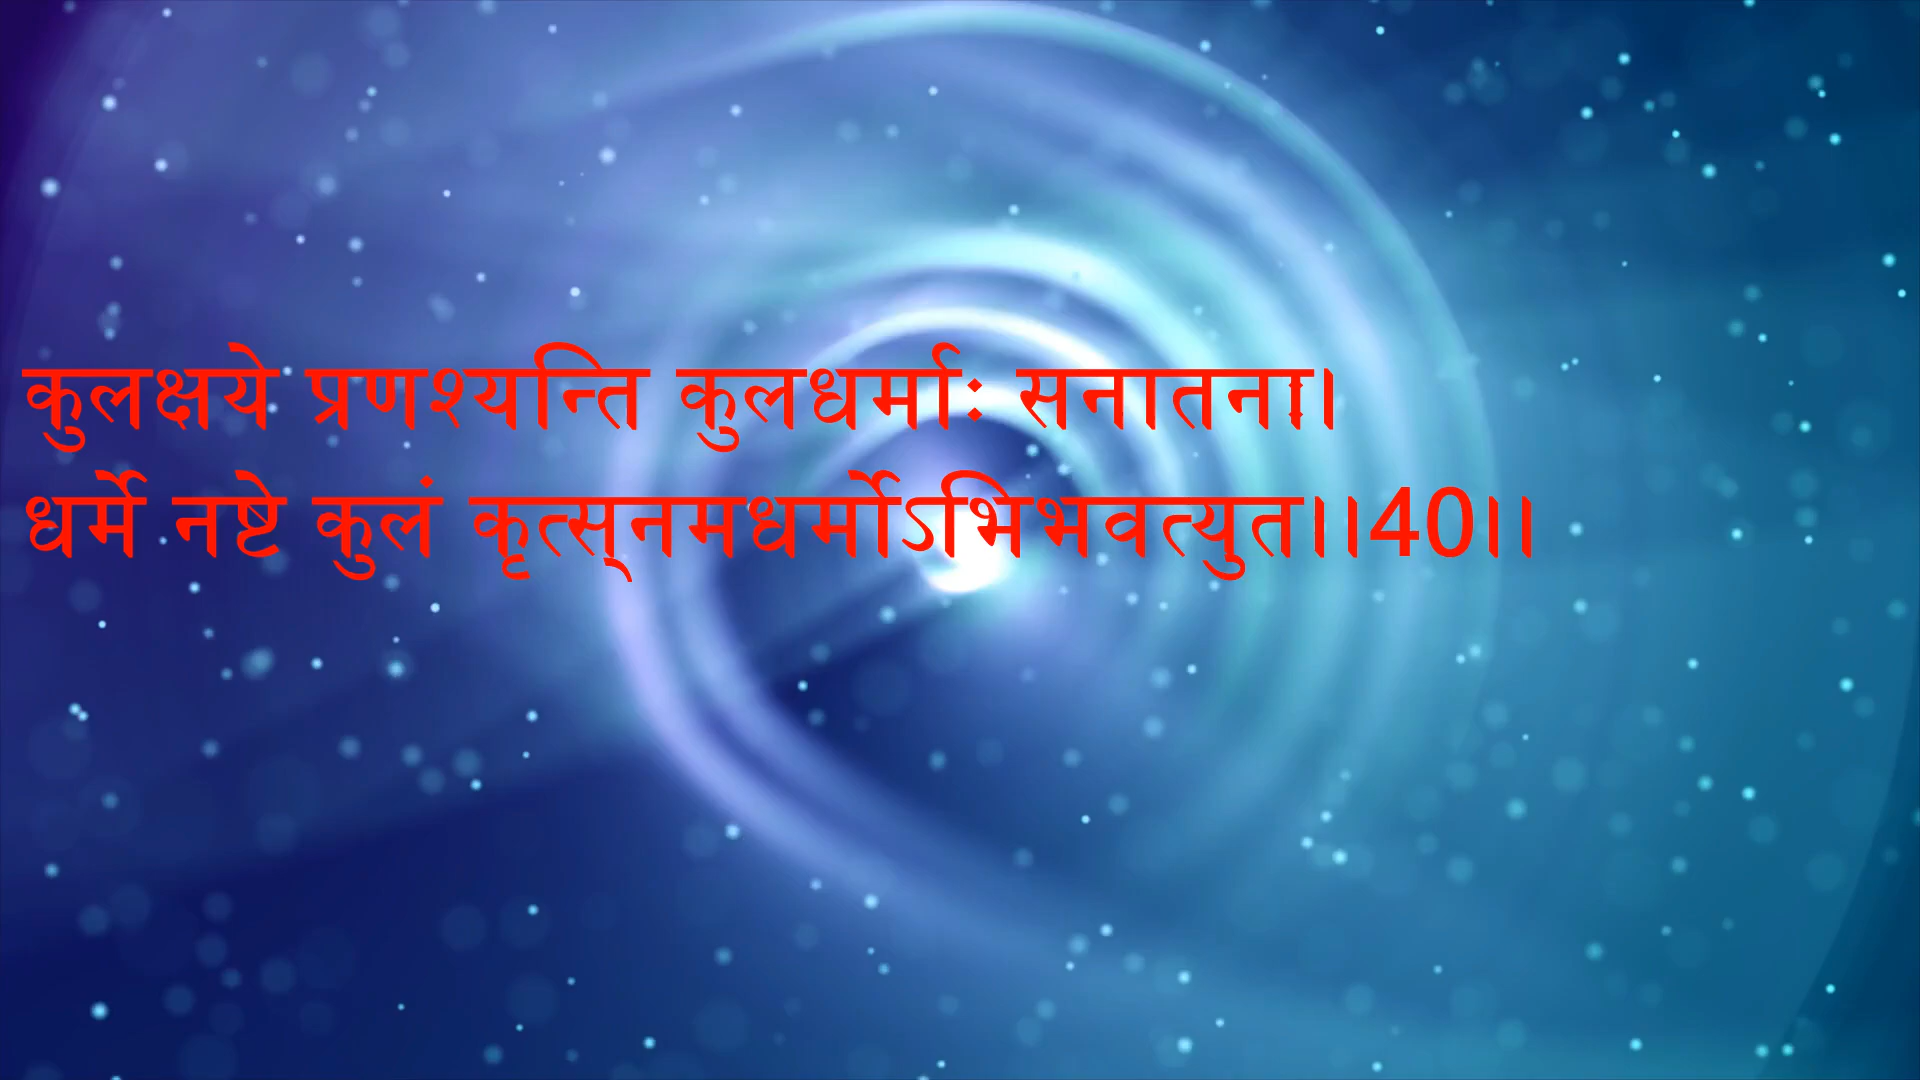 कुलक्षये प्रणश्यन्ति कुलधर्माः सनातनाः।
धर्मे नष्टे कुलं कृत्स्‌नमधर्मोऽभिभवत्युत।।40।।